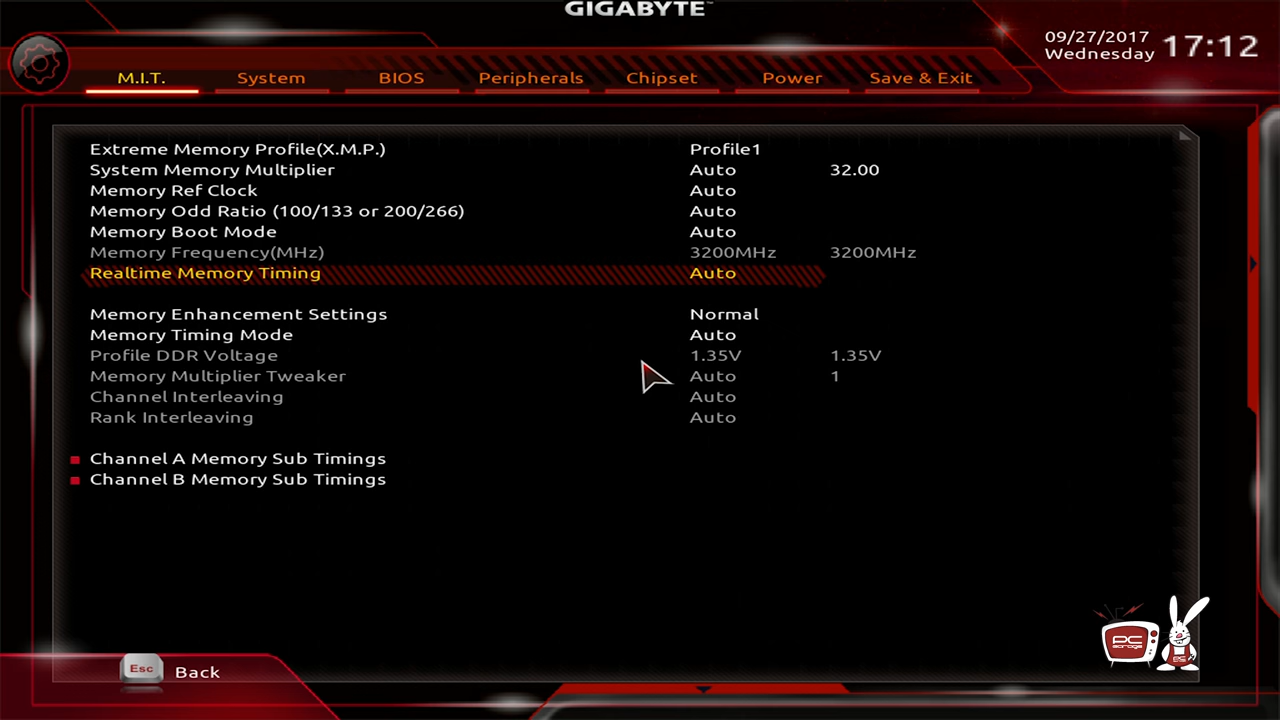 GIGABYTE™
09/27/2017
Wednesday 17:12
M.I.T. System BIOS Peripherals Chipset Power Save & Exit
Extreme Memory Profile(X.M.P.) Profile1
System Memory Multiplier Auto 32.00
Memory Ref Clock Auto
Memory Odd Ratio (100/133 or 200/266) Auto
Memory Boot Mode Auto
Memory Frequency(MHz) 3200MHz 3200MHz
Realtime Memory Timing Auto
Memory Enhancement Settings Normal
Memory Timing Mode Auto
Profile DDR Voltage 1.35V 1.35V
Memory Multiplier Tweaker Auto 1
Channel Interleaving Auto
Rank Interleaving Auto
Channel A Memory Sub Timings
Channel B Memory Sub Timings
PC
garage
PC
Esc Back